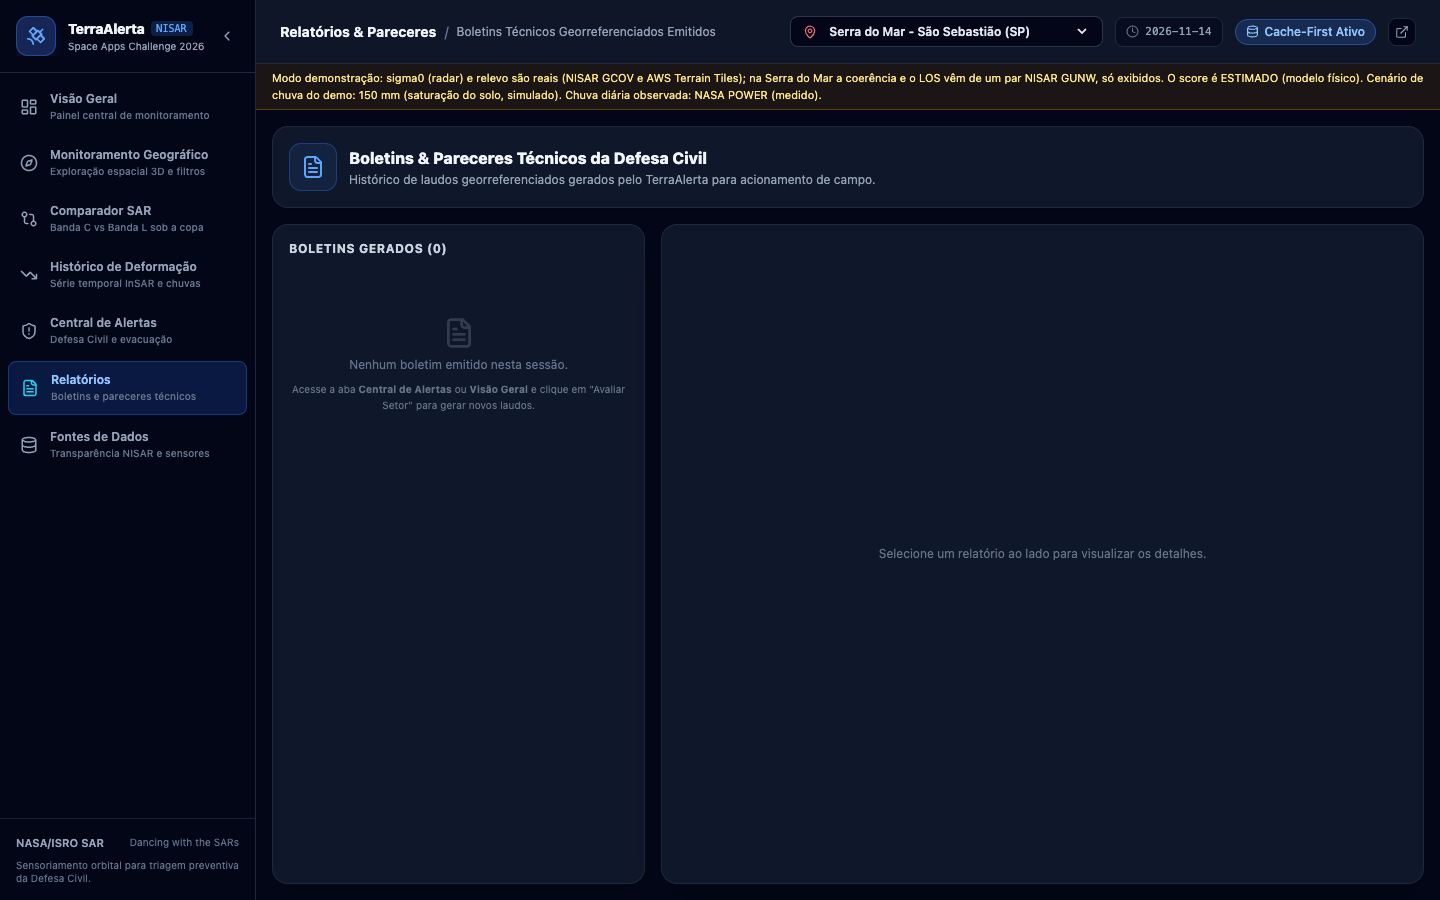 TerraAlerta NISAR
Space Apps Challenge 2026
Visão Geral
Painel central de monitoramento
Monitoramento Geográfico
Exploração espacial 3D e filtros
Comparador SAR
Banda C vs Banda L sob a copa
Histórico de Deformação
Série temporal InSAR e chuvas
Central de Alertas
Defesa Civil e evacuação
Relatórios
Boletins e pareceres técnicos
Fontes de Dados
Transparência NISAR e sensores
NASA/ISRO SAR Dancing with the SARs
Sensoriamento orbital para triagem preventiva
da Defesa Civil.
Relatórios & Pareceres / Boletins Técnicos Georreferenciados Emitidos
Serra do Mar - São Sebastião (SP)
2026-11-14
Cache-First Ativo
Modo demonstração: sigma0 (radar) e relevo são reais (NISAR GCOV e AWS Terrain Tiles); na Serra do Mar a coerência e o LOS vêm de um par NISAR GUNW, só exibidos. O score é ESTIMADO (modelo físico). Cenário de
chuva do demo: 150 mm (saturação do solo, simulado). Chuva diária observada: NASA POWER (medido).
Boletins & Pareceres Técnicos da Defesa Civil
Histórico de laudos georreferenciados gerados pelo TerraAlerta para acionamento de campo.
BOLETINS GERADOS (0)
Nenhum boletim emitido nesta sessão.
Acesse a aba Central de Alertas ou Visão Geral e clique em "Avaliar
Setor" para gerar novos laudos.
Selecione um relatório ao lado para visualizar os detalhes.